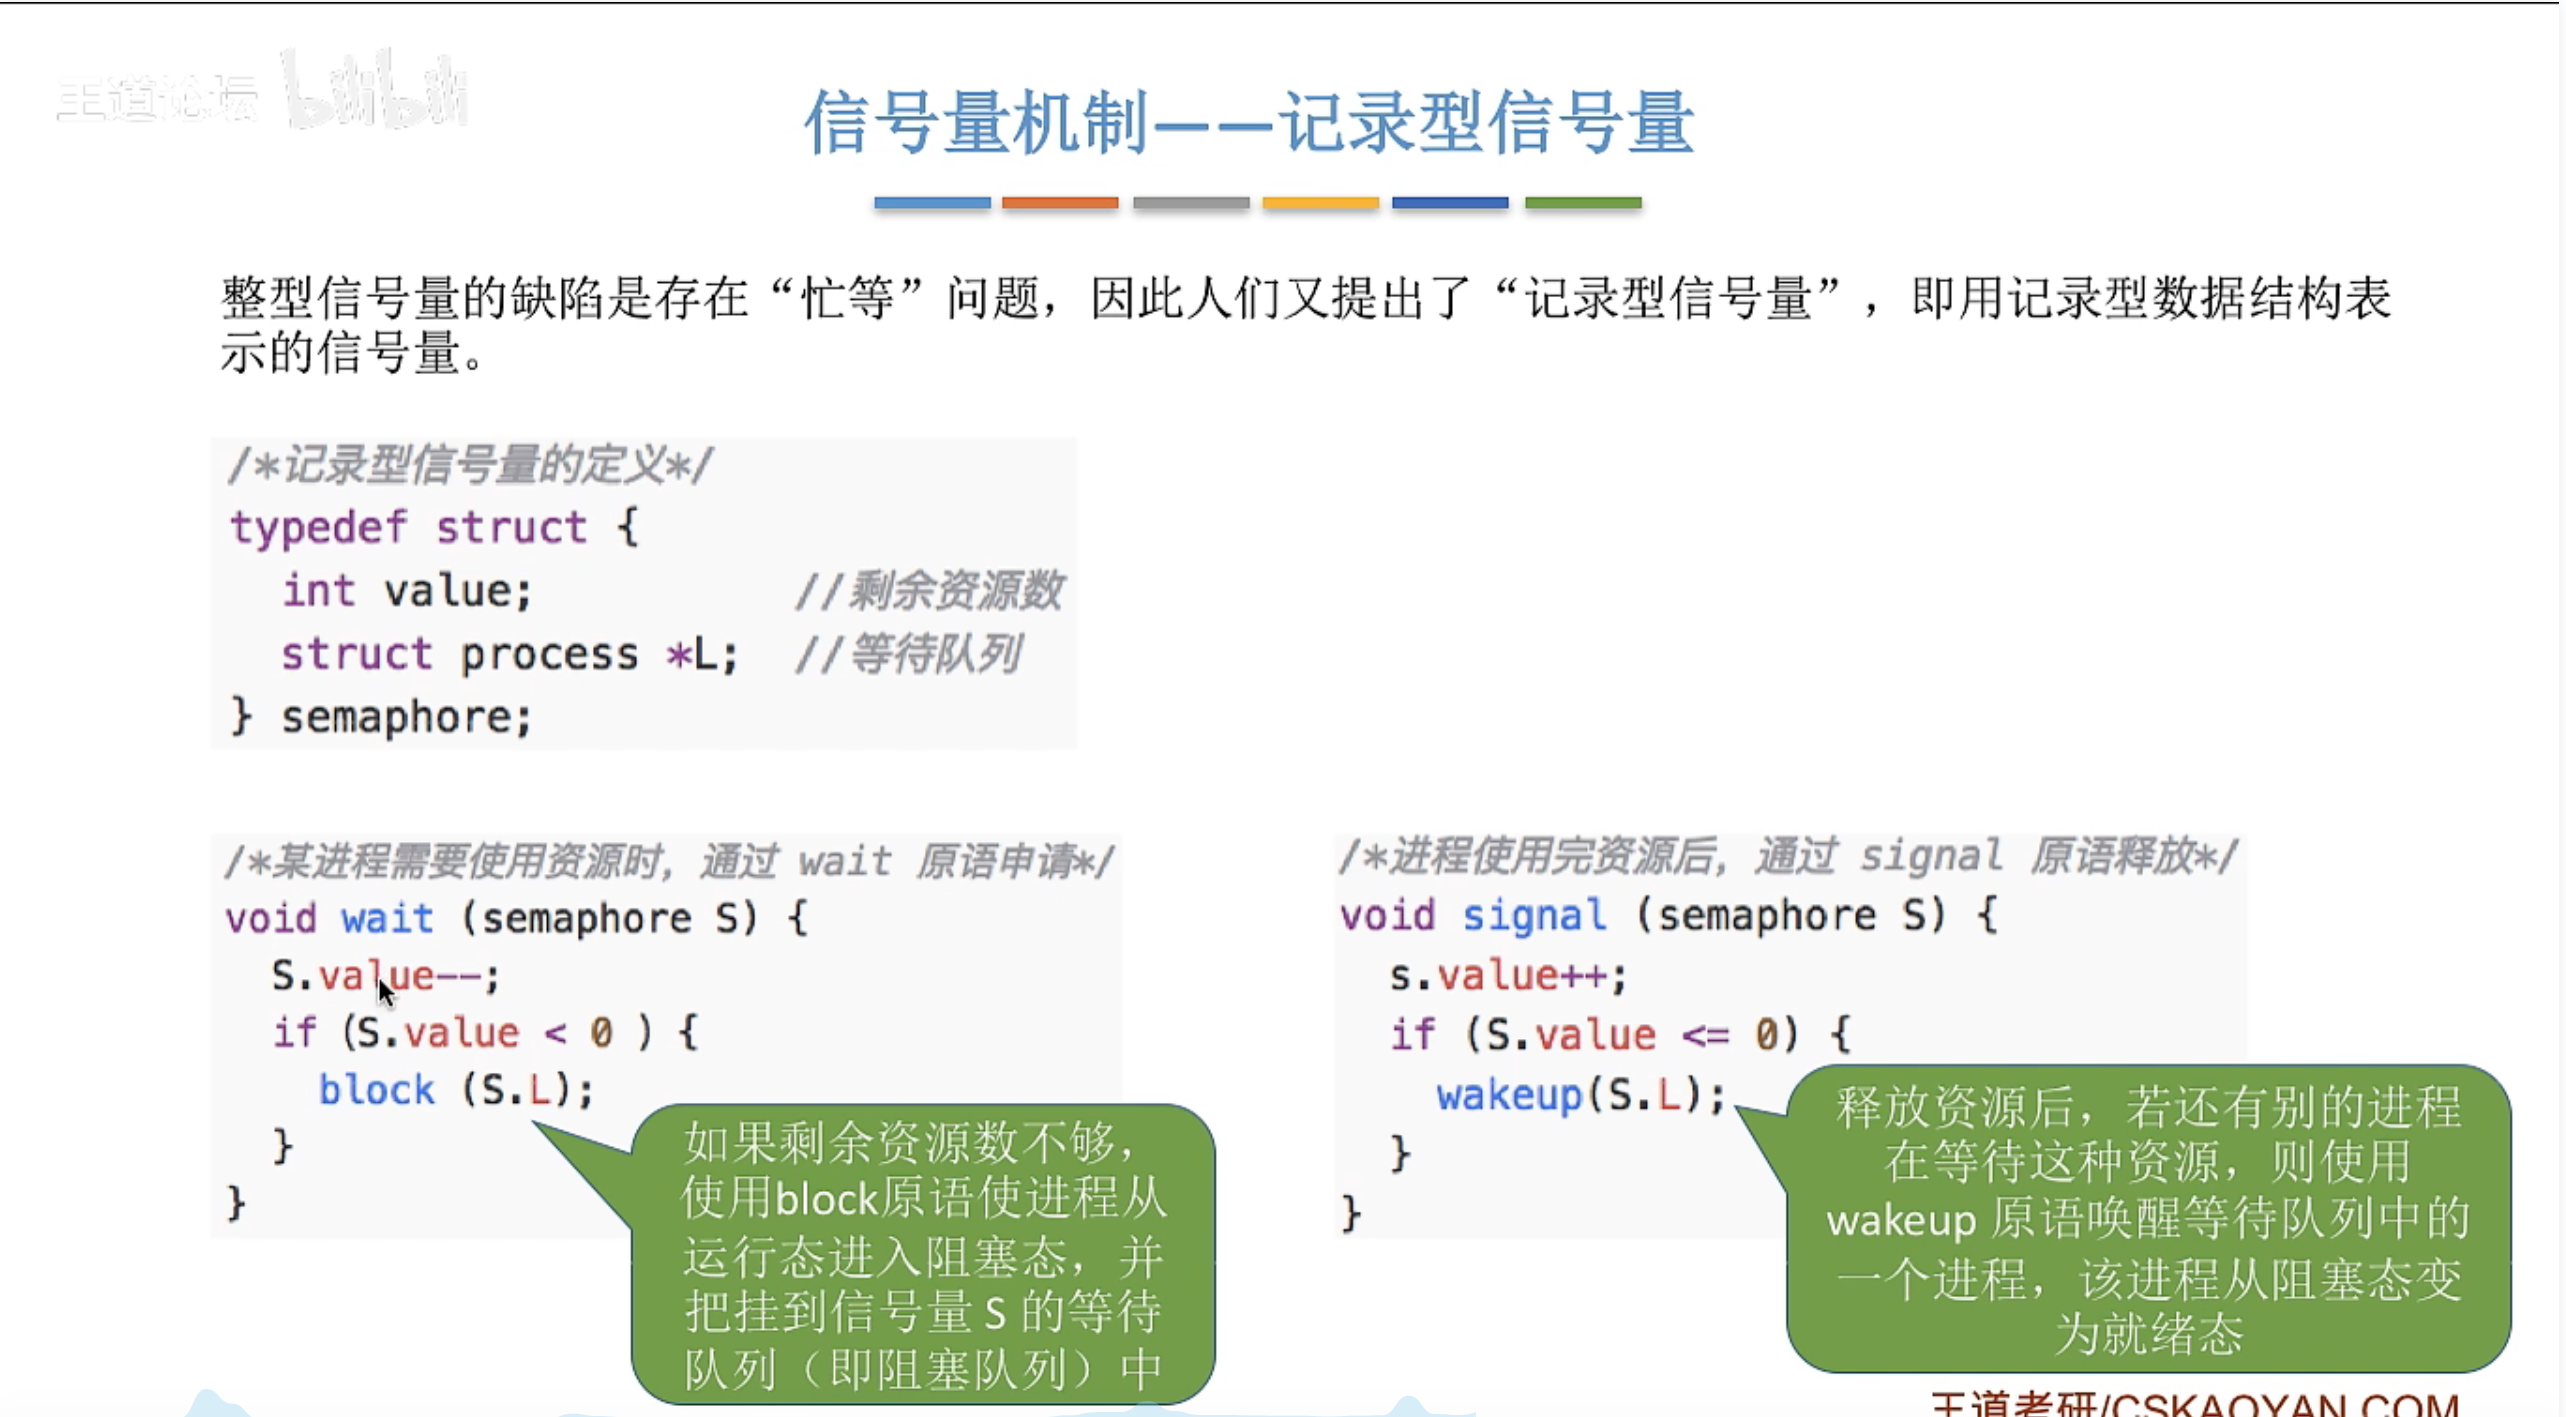 王道论坛 bilibili
信号量机制——记录型信号量
整型信号量的缺陷是存在“忙等”问题，因此人们又提出了“记录型信号量”，即用记录型数据结构表
示的信号量。
/*记录型信号量的定义*/
typedef struct {
int value; //剩余资源数
struct process *L; //等待队列
} semaphore;
/*某进程需要使用资源时，通过 wait 原语申请*/
void wait (semaphore S) {
S.value--;
if (S.value < 0 ) {
block (S.L);
}
}
如果剩余资源数不够，
使用block原语使进程从
运行态进入阻塞态，并
把挂到信号量 S 的等待
队列（即阻塞队列）中
/*进程使用完资源后，通过 signal 原语释放*/
void signal (semaphore S) {
s.value++;
if (S.value <= 0) {
wakeup(S.L);
}
}
释放资源后，若还有别的进程
在等待这种资源，则使用
wakeup 原语唤醒等待队列中的
一个进程，该进程从阻塞态变
为就绪态
王道考研/CSKAOYAN.COM